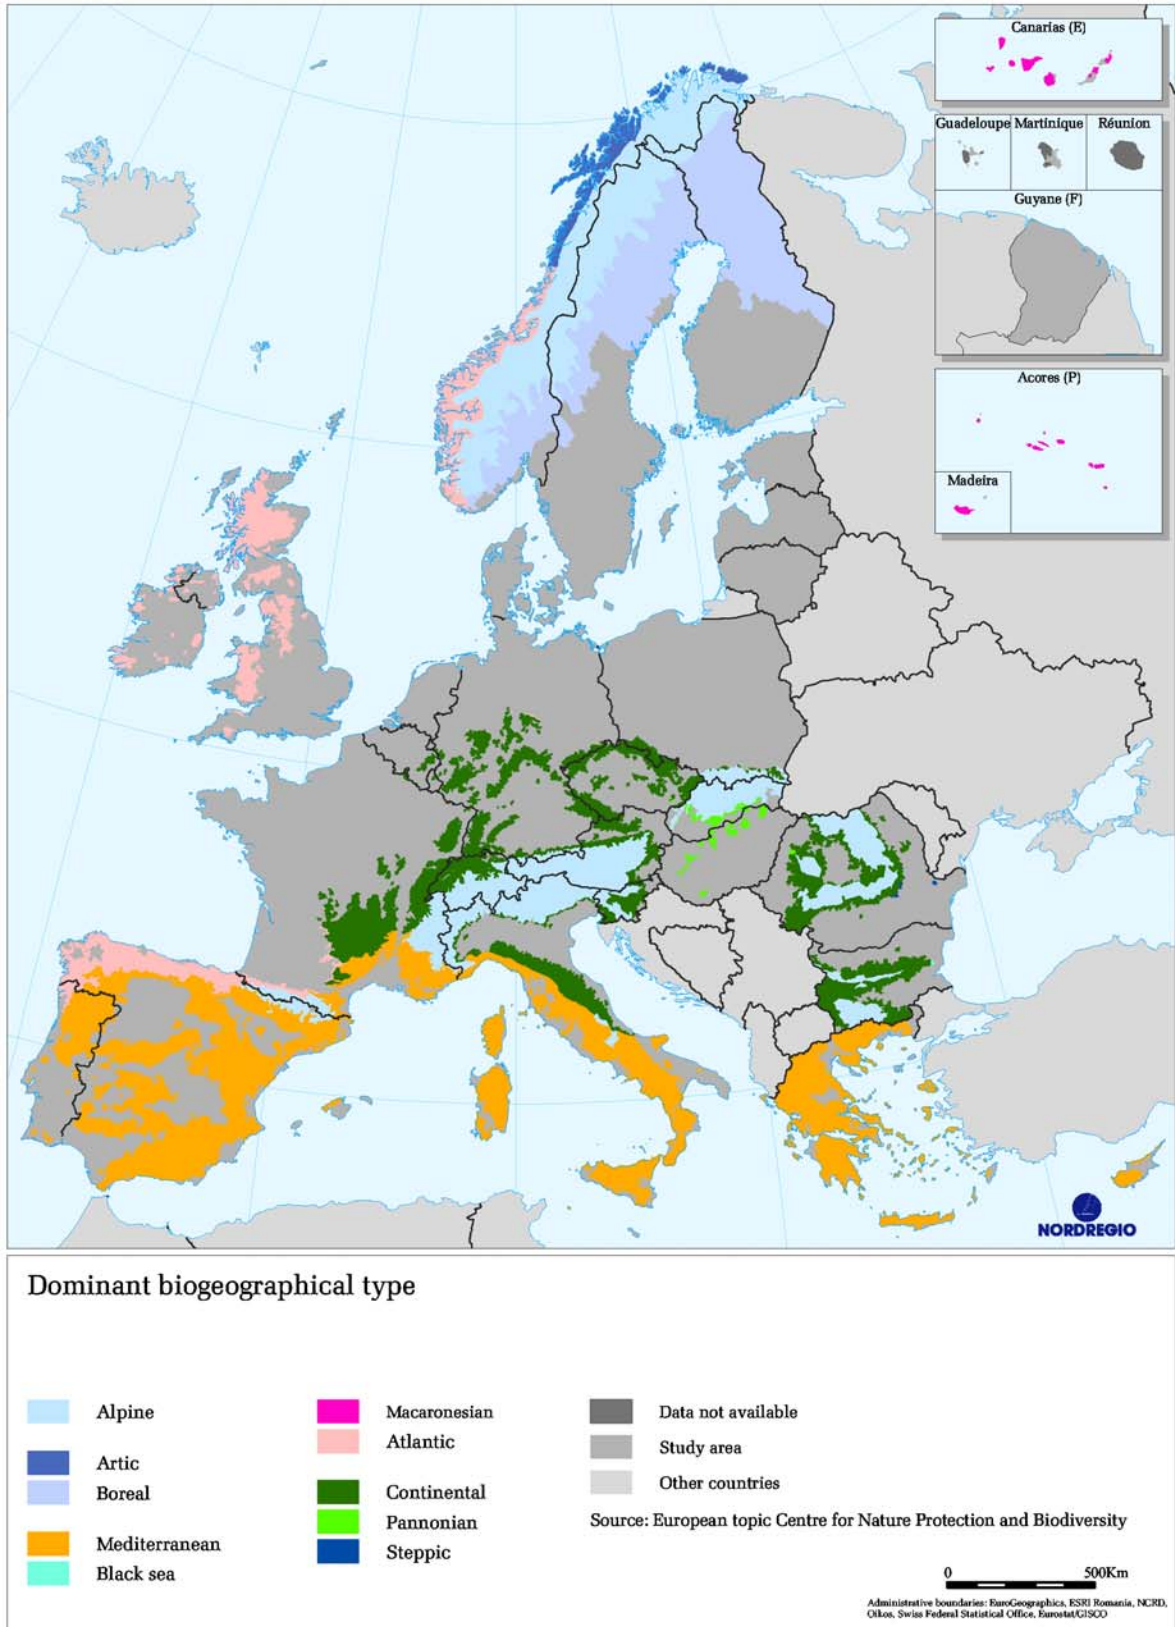 Canarias (E)
Guadeloupe Martinique Réunion
Guyane (F)
Acores (P)
Madeira
NORDREGIO
Dominant biogeographical type
Alpine
Artic
Boreal
Mediterranean
Black sea
Macaronesian
Atlantic
Continental
Pannonian
Steppic
Data not available
Study area
Other countries
Source: European topic Centre for Nature Protection and Biodiversity
0 500Km
Administrative boundaries: EuroGeographics, ESRI Romania, NCRD,
Oikos, Swiss Federal Statistical Office, Eurostat/GISCO